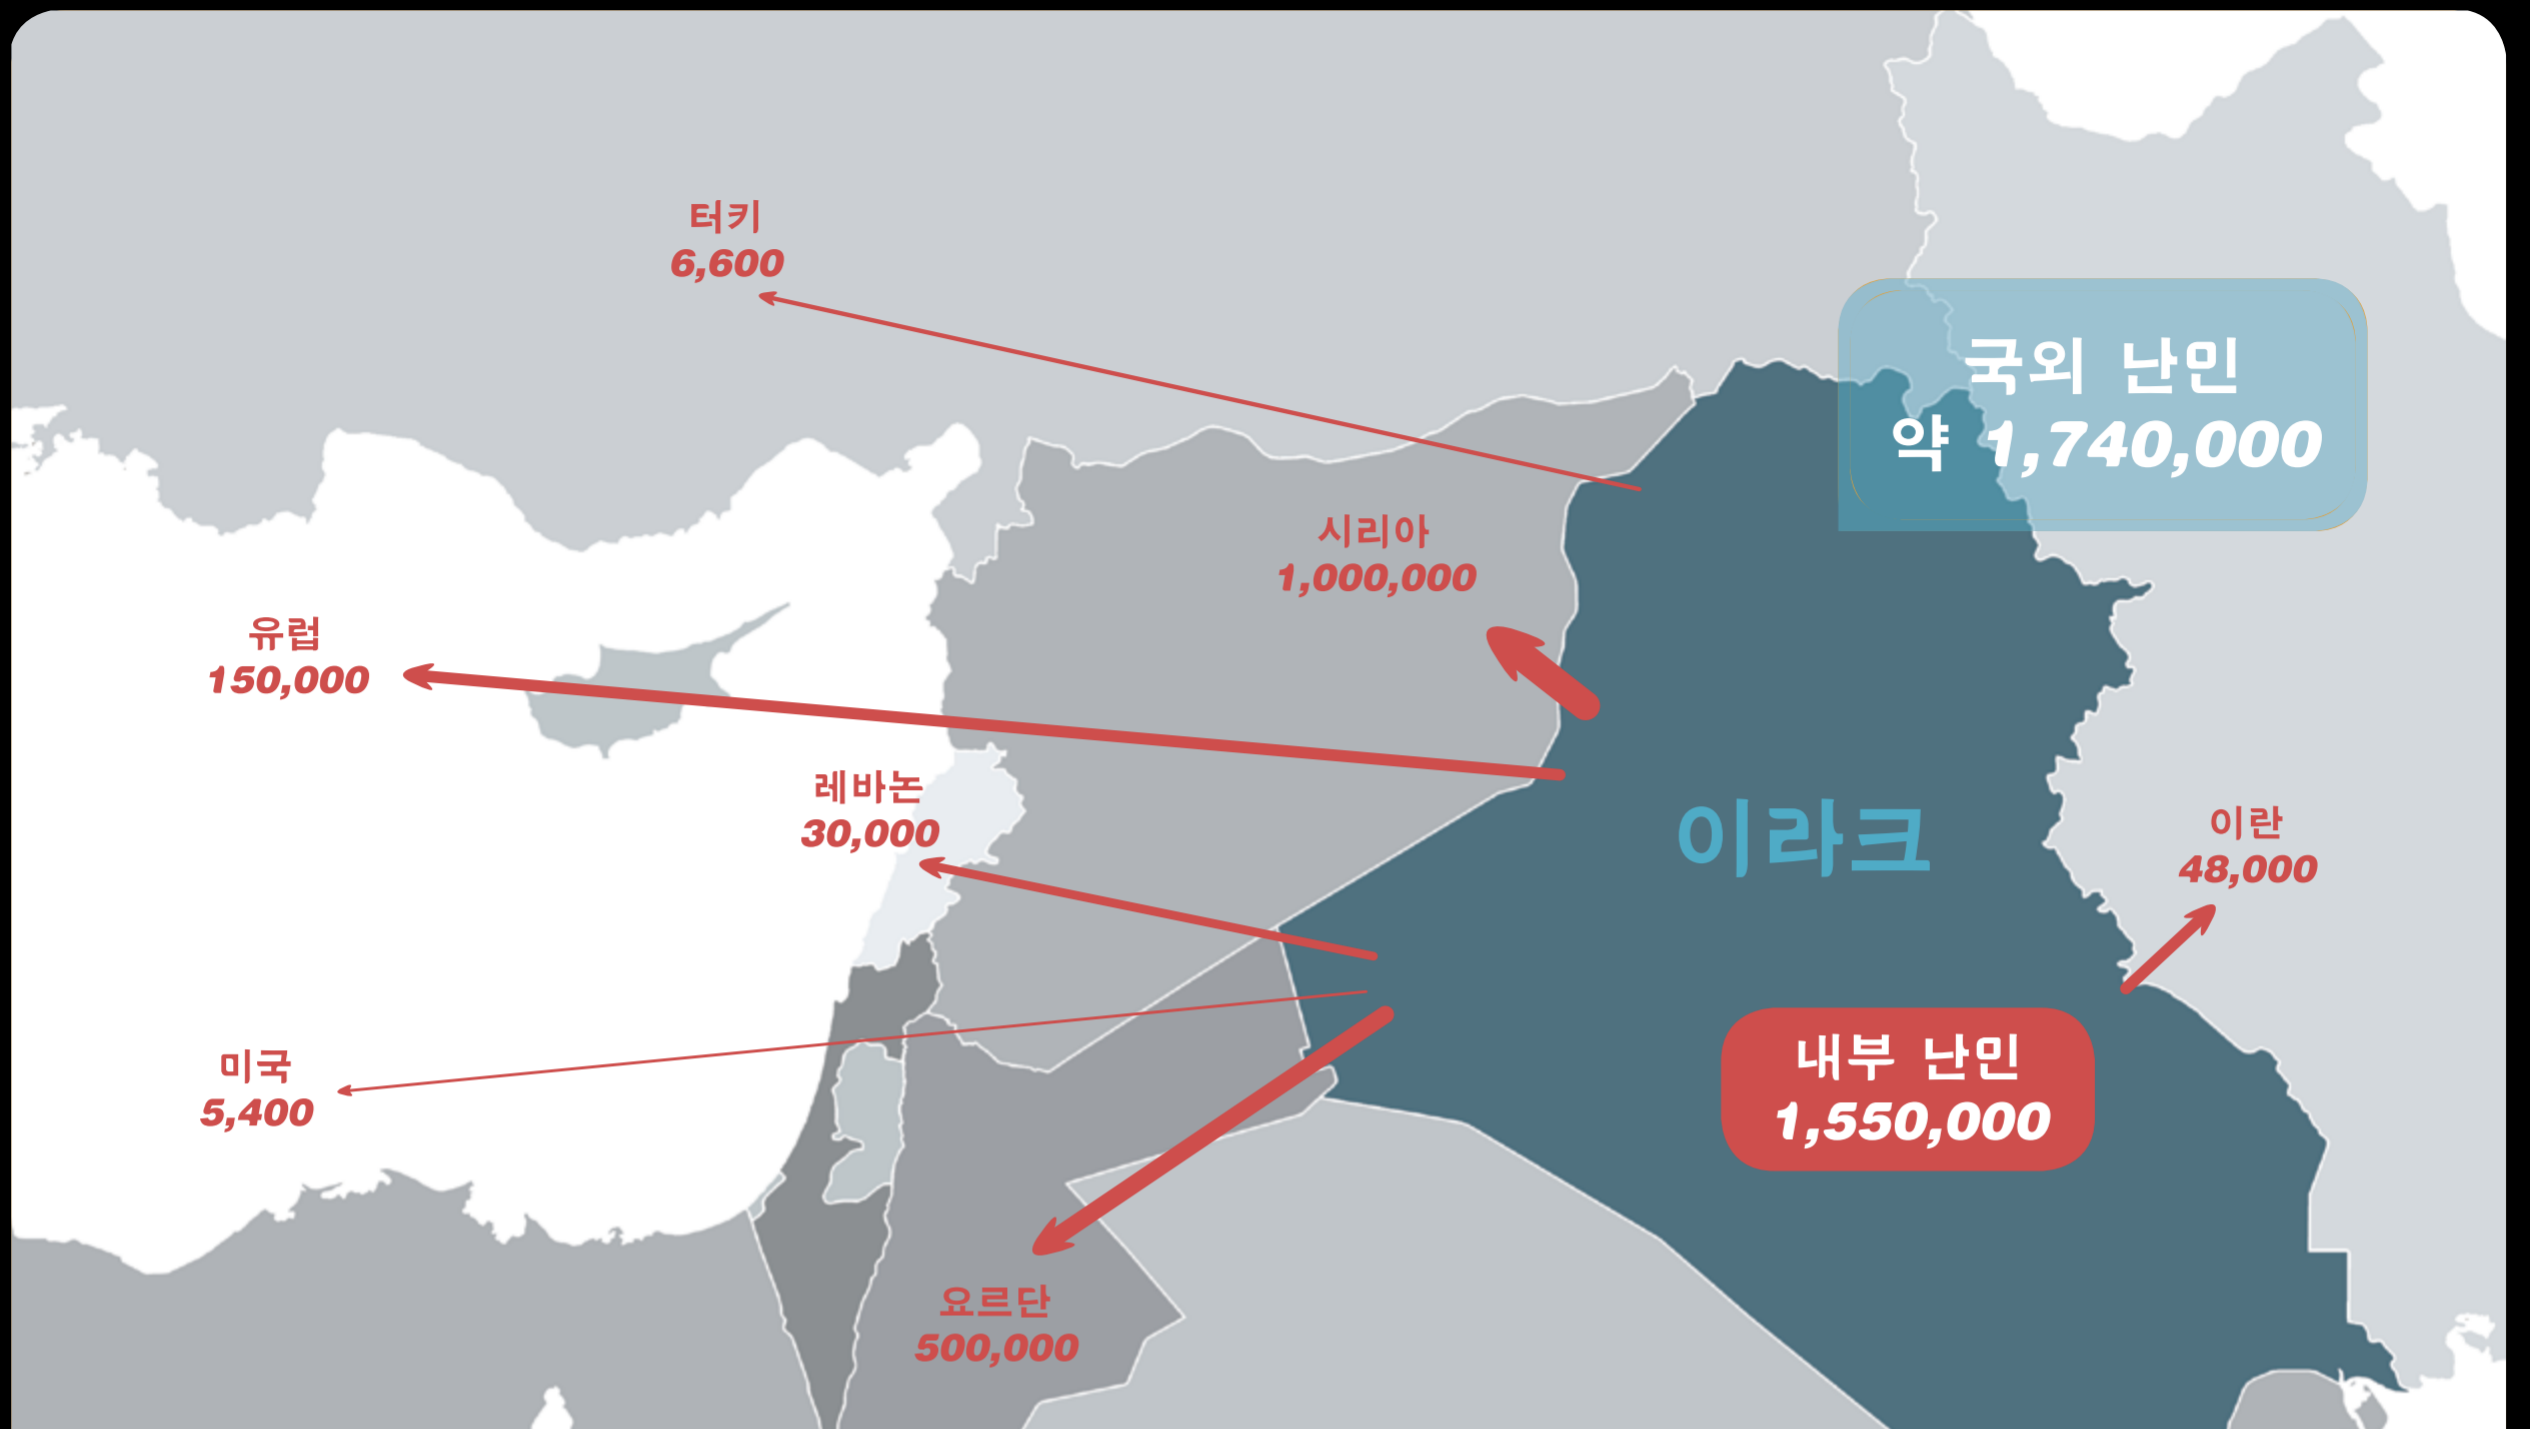 터키
6,600
국외 난민
약 1,740,000
시리아
1,000,000
유럽
150,000
레바논
30,000
이라크
이란
48,000
미국
5,400
내부 난민
1,550,000
요르단
500,000